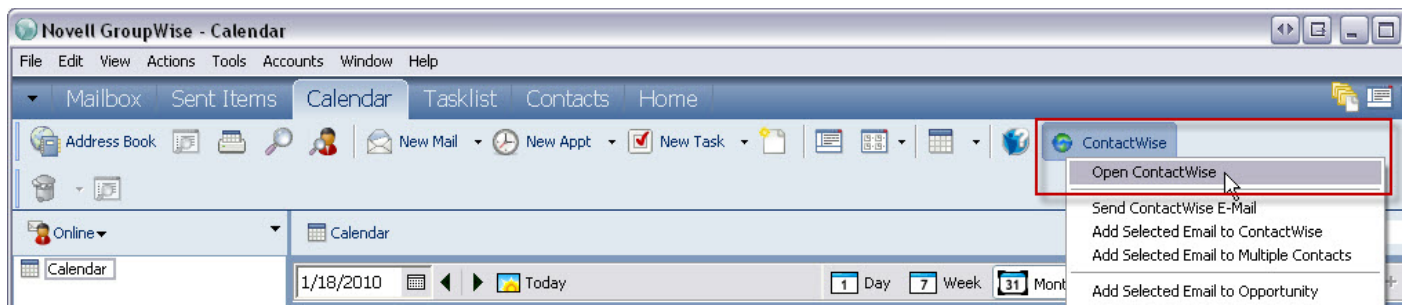 Novell GroupWise - Calendar
File Edit View Actions Tools Accounts Window Help
Mailbox Sent Items Calendar Tasklist Contacts Home
Address Book New Mail New Appt New Task ContactWise
Open ContactWise
Send ContactWise E-Mail
Online Calendar Add Selected Email to ContactWise
Add Selected Email to Multiple Contacts
Calendar
1/18/2010 Today 1 Day 7 Week 31 Mont
Add Selected Email to Opportunity